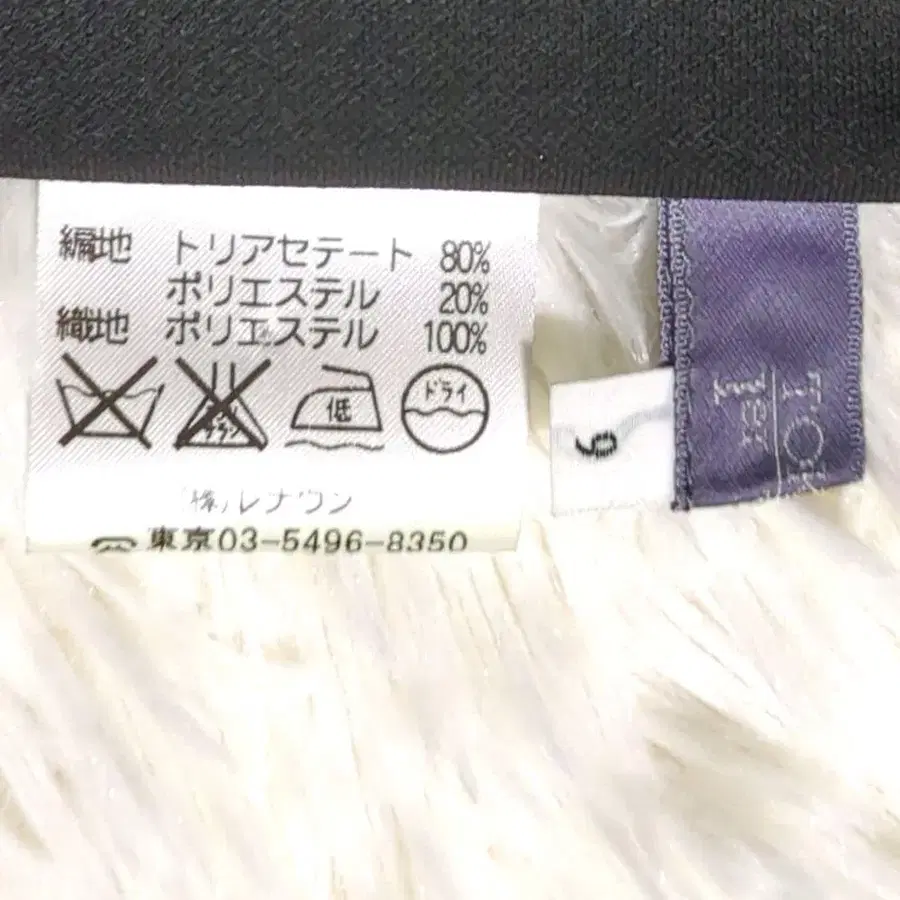 編地 トリアセテート 80%
ポリエステル 20%
織地 ポリエステル 100%
低
ドライ
(株)レナウン
東京03-5496-8350
9